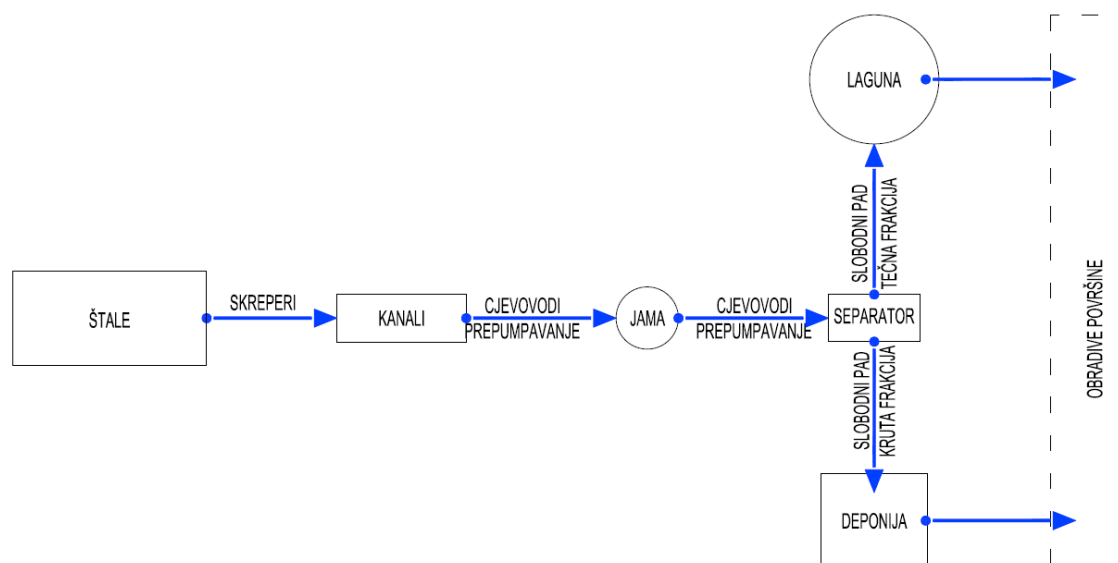 LAGUNA
SLOBODNI PAD
TEČNA FRAKCIJA
ŠTALE
SKREPERI
KANALI
CJEVOVODI
PREPUMPAVANJE
JAMA
CJEVOVODI
PREPUMPAVANJE
SEPARATOR
SLOBODNI PAD
KRUTA FRAKCIJA
DEPONIJA
OBRADIVE POVRŠINE